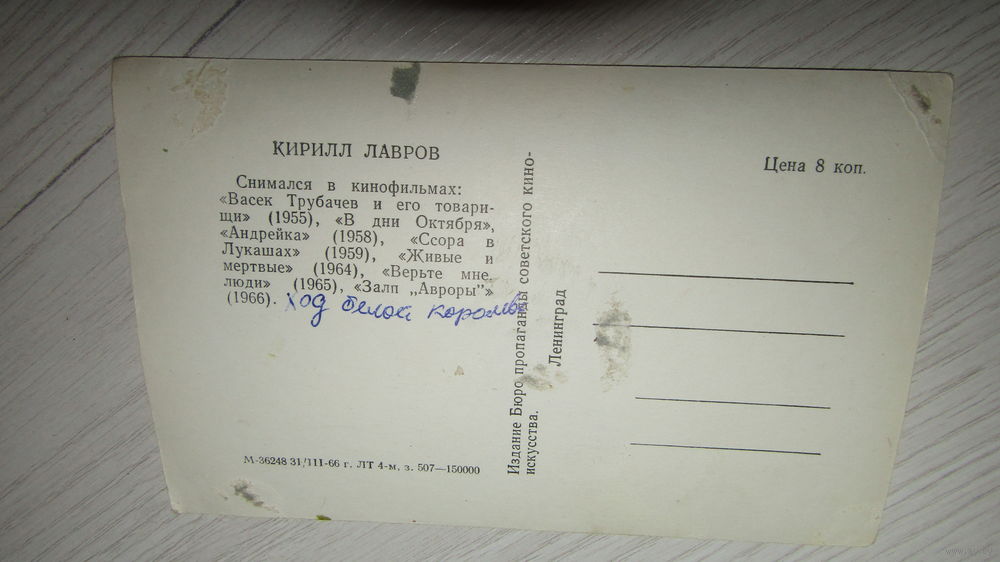 КИРИЛЛ ЛАВРОВ
Снимался в кинофильмах:
«Васек Трубачев и его товари-
щи» (1955), «В дни Октября»,
«Андрейка» (1958), «Ссора в
Лукашах» (1959), «Живые и
мертвые» (1964), «Верьте мне,
люди» (1965), «Залп „Авроры"»
(1966). Ход белой королевы
М-36248 31/III-66 г. ЛТ 4-м. з. 507—150000
Издание Бюро пропаганды советского кино-
искусства.
Ленинград
Цена 8 коп.